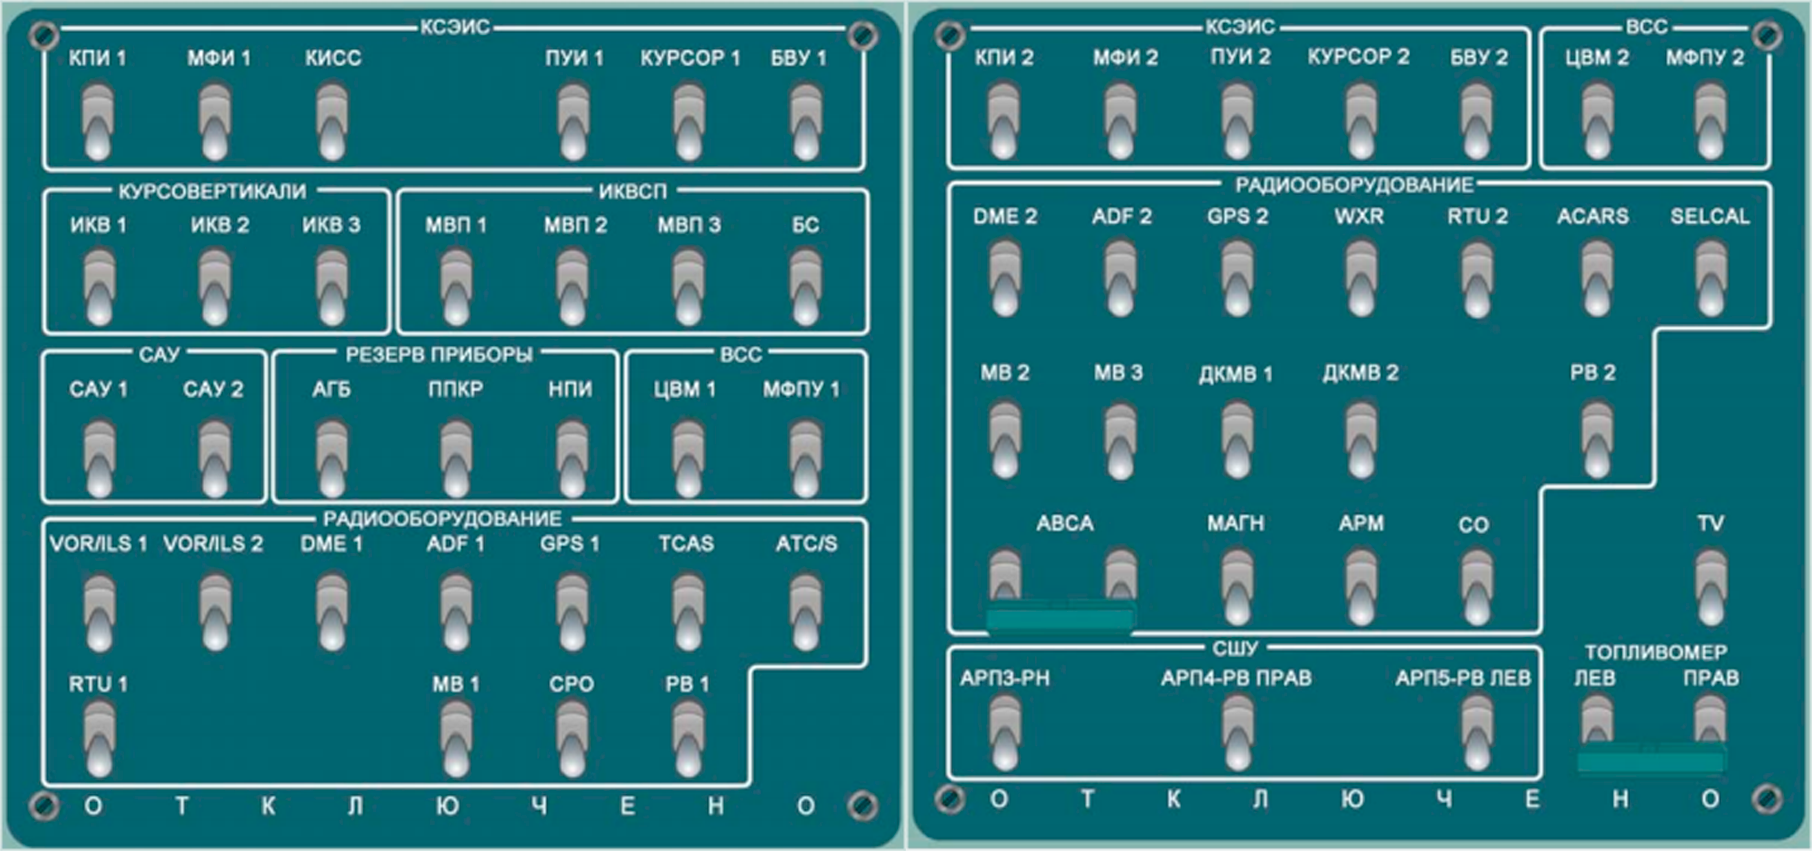 КСЭИС
КПИ 1 МФИ 1 КИСС ПУИ 1 КУРСОР 1 БВУ 1
КУРСОВЕРТИКАЛИ ИКВСП
ИКВ 1 ИКВ 2 ИКВ 3 МВП 1 МВП 2 МВП 3 БС
САУ РЕЗЕРВ ПРИБОРЫ ВСС
САУ 1 САУ 2 АГБ ППКР НПИ ЦВМ 1 МФПУ 1
РАДИООБОРУДОВАНИЕ
VOR/ILS 1 VOR/ILS 2 DME 1 ADF 1 GPS 1 TCAS ATC/S
RTU 1 МВ 1 СРО РВ 1
О Т К Л Ю Ч Е Н О
КСЭИС ВСС
КПИ 2 МФИ 2 ПУИ 2 КУРСОР 2 БВУ 2 ЦВМ 2 МФПУ 2
РАДИООБОРУДОВАНИЕ
DME 2 ADF 2 GPS 2 WXR RTU 2 ACARS SELCAL
МВ 2 МВ 3 ДКМВ 1 ДКМВ 2 РВ 2
АВСА МАГН АРМ СО TV
СШУ ТОПЛИВОМЕР
АРП3-РН АРП4-РВ ПРАВ АРП5-РВ ЛЕВ ЛЕВ ПРАВ
О Т К Л Ю Ч Е Н О